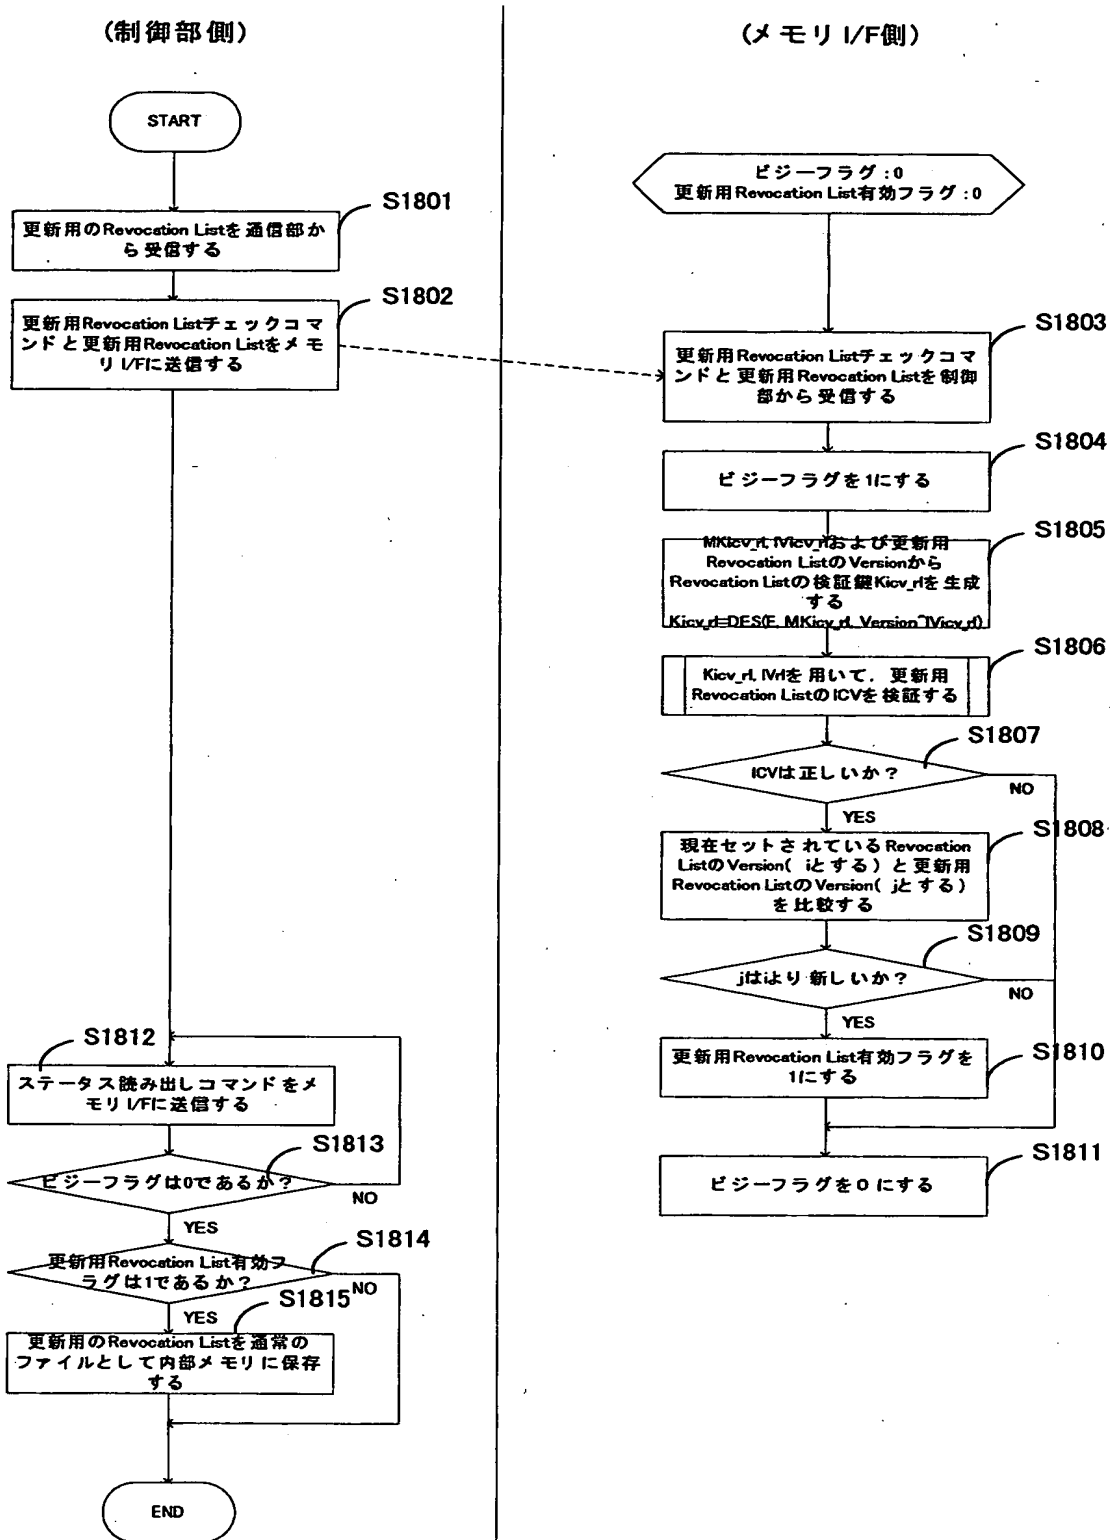 (制御部側)
START
S1801
更新用のRevocation Listを通信部か
ら受信する
S1802
更新用Revocation Listチェックコマ
ンドと更新用Revocation Listをメモ
リI/Fに送信する
S1812
ステータス読み出しコマンドをメ
モリI/Fに送信する
S1813
ビジーフラグは0であるか?
NO
YES
S1814
更新用Revocation List有効フ
ラグは1であるか?
NO
S1815
YES
更新用のRevocation Listを通常の
ファイルとして内部メモリに保存
する
END
(メモリI/F側)
ビジーフラグ:0
更新用Revocation List有効フラグ:0
S1803
更新用Revocation Listチェックコマ
ンドと更新用Revocation Listを制御
部から受信する
S1804
ビジーフラグを1にする
S1805
MKicv_rl, IVicv_rlおよび更新用
Revocation ListのVersionから
Revocation Listの検証鍵Kicv_rlを生成
する
Kicv_rl=DES(E, MKicv_rl, Version^IVicv_rl)
S1806
Kicv_rl, IVrlを用いて, 更新用
Revocation ListのICVを検証する
S1807
ICVは正しいか?
NO
YES
S1808
現在セットされているRevocation
ListのVersion( iとする)と更新用
Revocation ListのVersion( jとする)
を比較する
S1809
jはiより新しいか?
NO
YES
S1810
更新用Revocation List有効フラグを
1にする
S1811
ビジーフラグを0にする